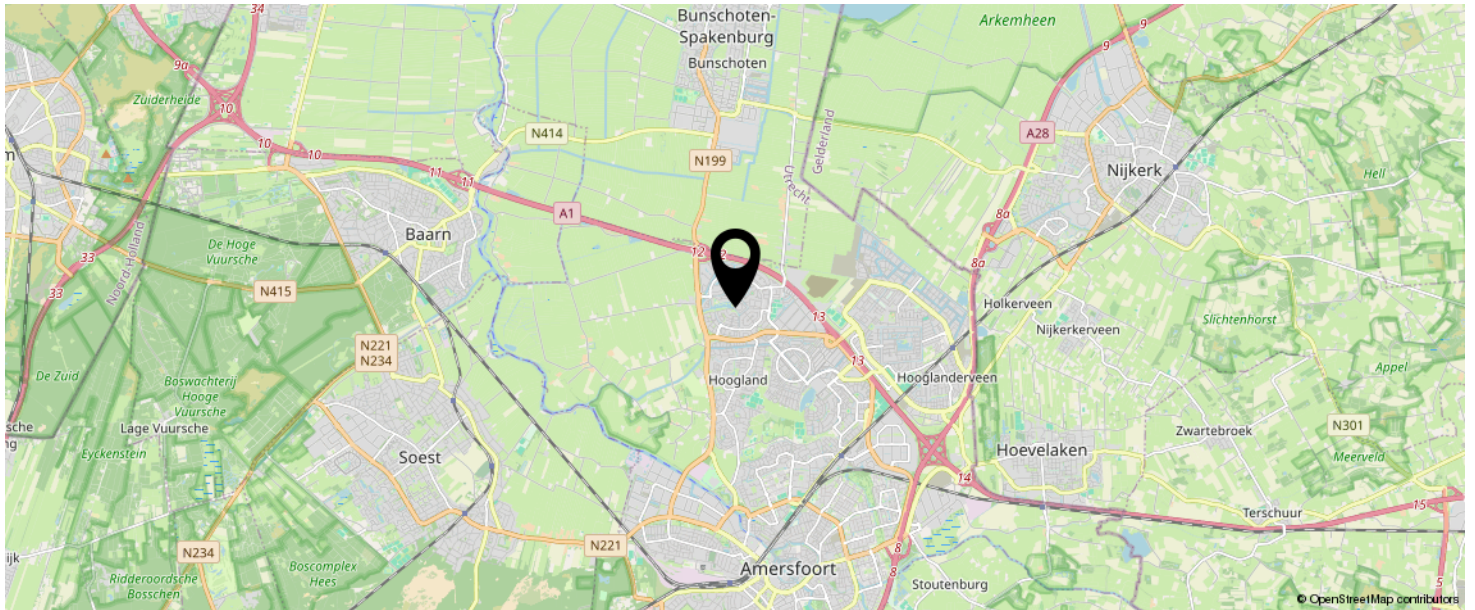 Bunschoten-
Spakenburg
Bunschoten
Arkemheen
34
9
9
9a
Zuiderheide
10
10
10
N414
A28
Gelderland
N199
Utrecht
Nijkerk
Hell
11
11
A1
8a
8a
Baarn
De Hoge
Vuursche
Noord-Holland
33
33
12
N415
13
13
Holkerveen
Nijkerkerveen
Slichtenhorst
N221
N234
De Zuid
Boswachterij
Hooge
Vuursche
Hoogland
Hooglanderveen
Appel
Lage Vuursche
Eyckenstein
Soest
Hoevelaken
Zwartebroek
N301
Meerveld
14
15
Terschuur
N234
N221
8
8
Ridderoordsche
Bosschen
Boscomplex
Hees
Amersfoort
Stoutenburg
5
© OpenStreetMap contributors